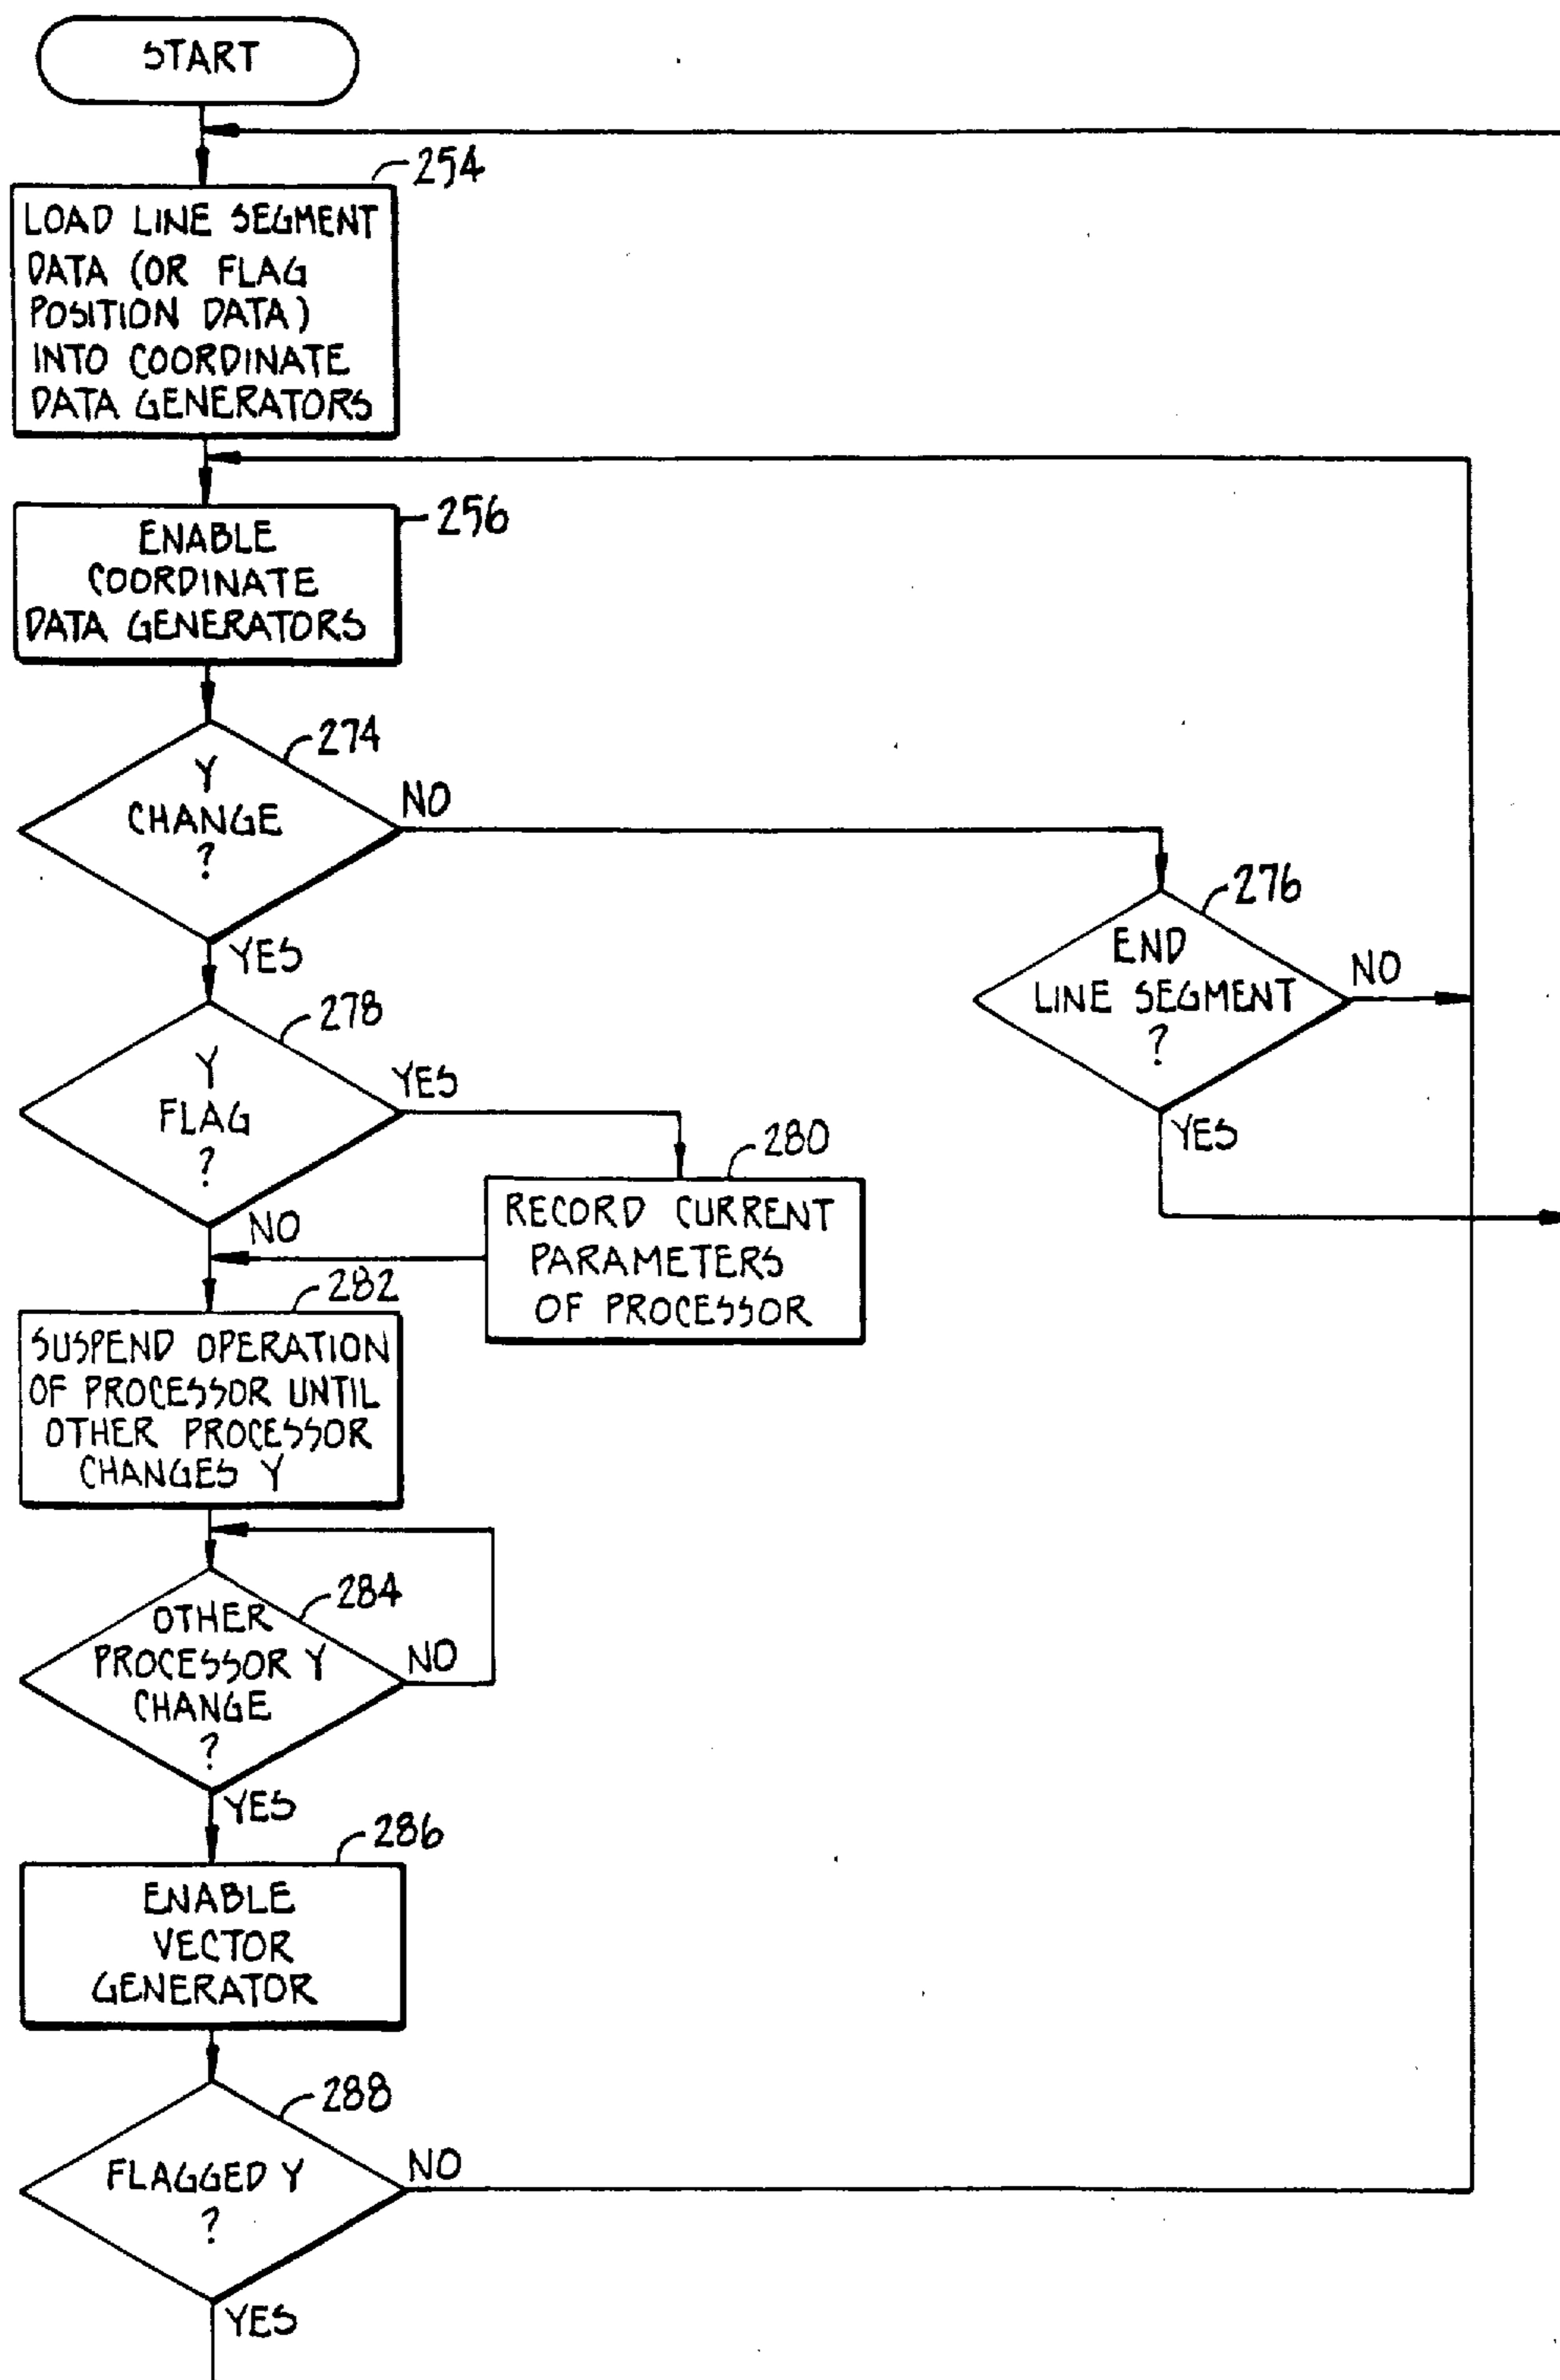 START
254
LOAD LINE SEGMENT
DATA (OR FLAG
POSITION DATA)
INTO COORDINATE
DATA GENERATORS
256
ENABLE
COORDINATE
DATA GENERATORS
274
Y
CHANGE
?
NO
YES
276
END
LINE SEGMENT
?
NO
YES
278
Y
FLAG
?
YES
NO
280
RECORD CURRENT
PARAMETERS
OF PROCESSOR
282
SUSPEND OPERATION
OF PROCESSOR UNTIL
OTHER PROCESSOR
CHANGES Y
284
OTHER
PROCESSOR Y
CHANGE
?
NO
YES
286
ENABLE
VECTOR
GENERATOR
288
FLAGGED Y
?
NO
YES